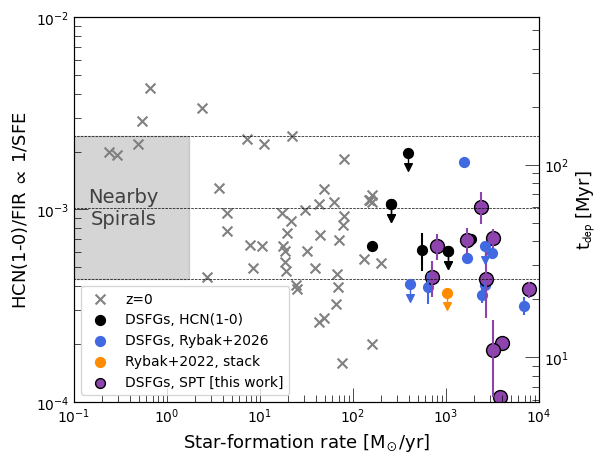 10⁻²
10⁻³
10⁻⁴
HCN(1-0)/FIR ∝ 1/SFE
Nearby
Spirals
z=0
DSFGs, HCN(1-0)
DSFGs, Rybak+2026
Rybak+2022, stack
DSFGs, SPT [this work]
10²
10¹
t_dep [Myr]
10⁻¹ 10⁰ 10¹ 10² 10³ 10⁴
Star-formation rate [M⊙/yr]